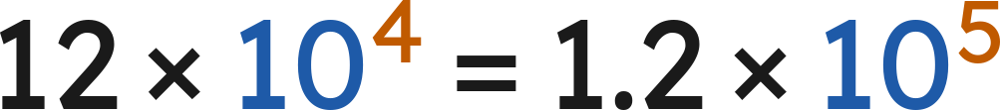 12 × 10⁴ = 1.2 × 10⁵